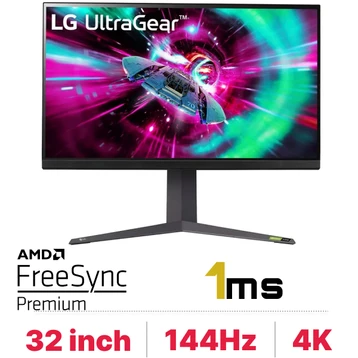 LG UltraGear™
AMD
FreeSync
Premium
1ms
32 inch | 144Hz | 4K